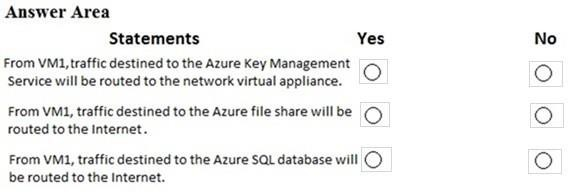 Answer Area
Statements Yes No
From VM1, traffic destined to the Azure Key Management
Service will be routed to the network virtual appliance.
From VM1, traffic destined to the Azure file share will be
routed to the Internet.
From VM1, traffic destined to the Azure SQL database will
be routed to the Internet.